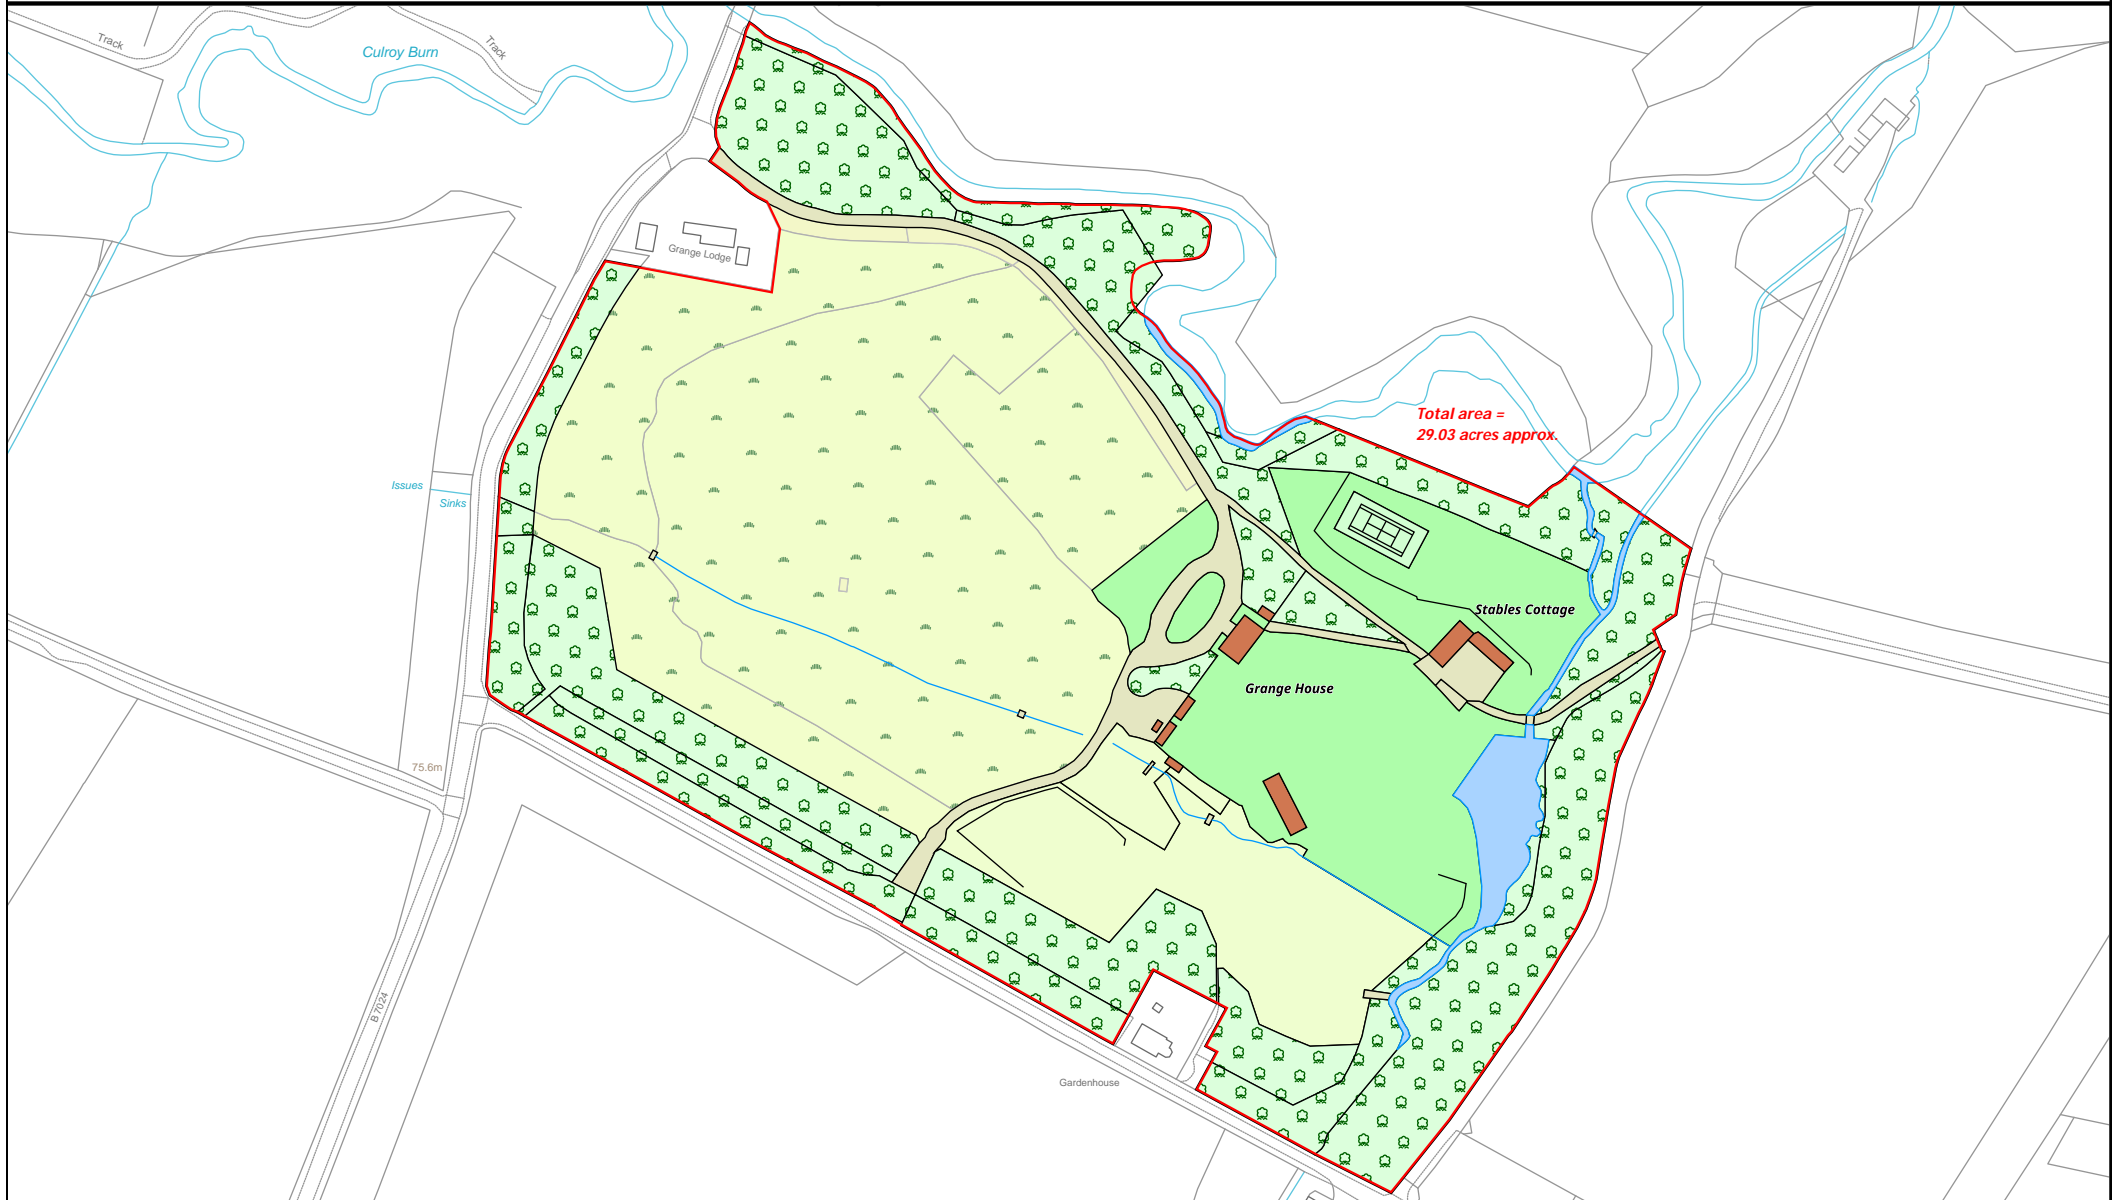 Track
Culroy Burn
Track
Grange Lodge
Total area =
29.03 acres approx.
Issues
Sinks
Stables Cottage
Grange House
75.6m
B 7024
Gardenhouse